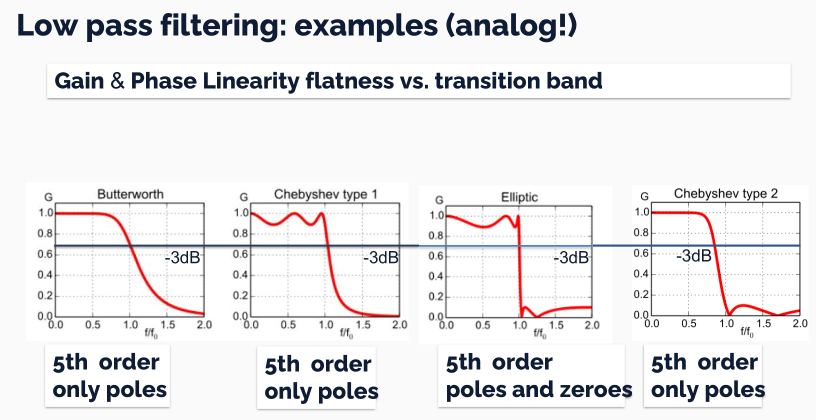 Low pass filtering: examples (analog!)
Gain & Phase Linearity flatness vs. transition band
Butterworth
G
1.0
0.8
0.6
0.4
0.2
0.0
0.0 0.5 1.0 1.5 2.0
f/f₀
-3dB
5th order
only poles
Chebyshev type 1
G
1.0
0.8
0.6
0.4
0.2
0.0
0.0 0.5 1.0 1.5 2.0
f/f₀
-3dB
5th order
only poles
Elliptic
G
1.0
0.8
0.6
0.4
0.2
0.0
0.0 0.5 1.0 1.5 2.0
f/f₀
-3dB
5th order
poles and zeroes
Chebyshev type 2
G
1.0
0.8
0.6
0.4
0.2
0.0
0.0 0.5 1.0 1.5 2.0
f/f₀
-3dB
5th order
only poles